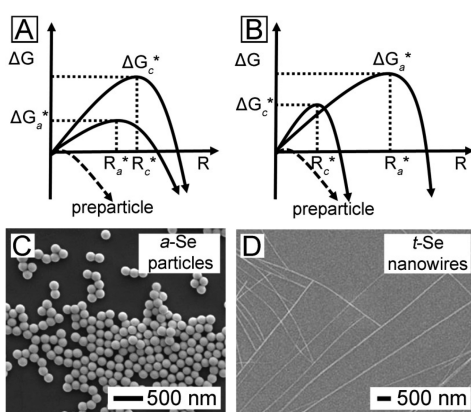 A
ΔG
ΔGc*
ΔGa*
Ra* Rc* R
preparticle
B
ΔG
ΔGa*
ΔGc*
Rc* Ra* R
preparticle
C
a-Se
particles
500 nm
D
t-Se
nanowires
500 nm